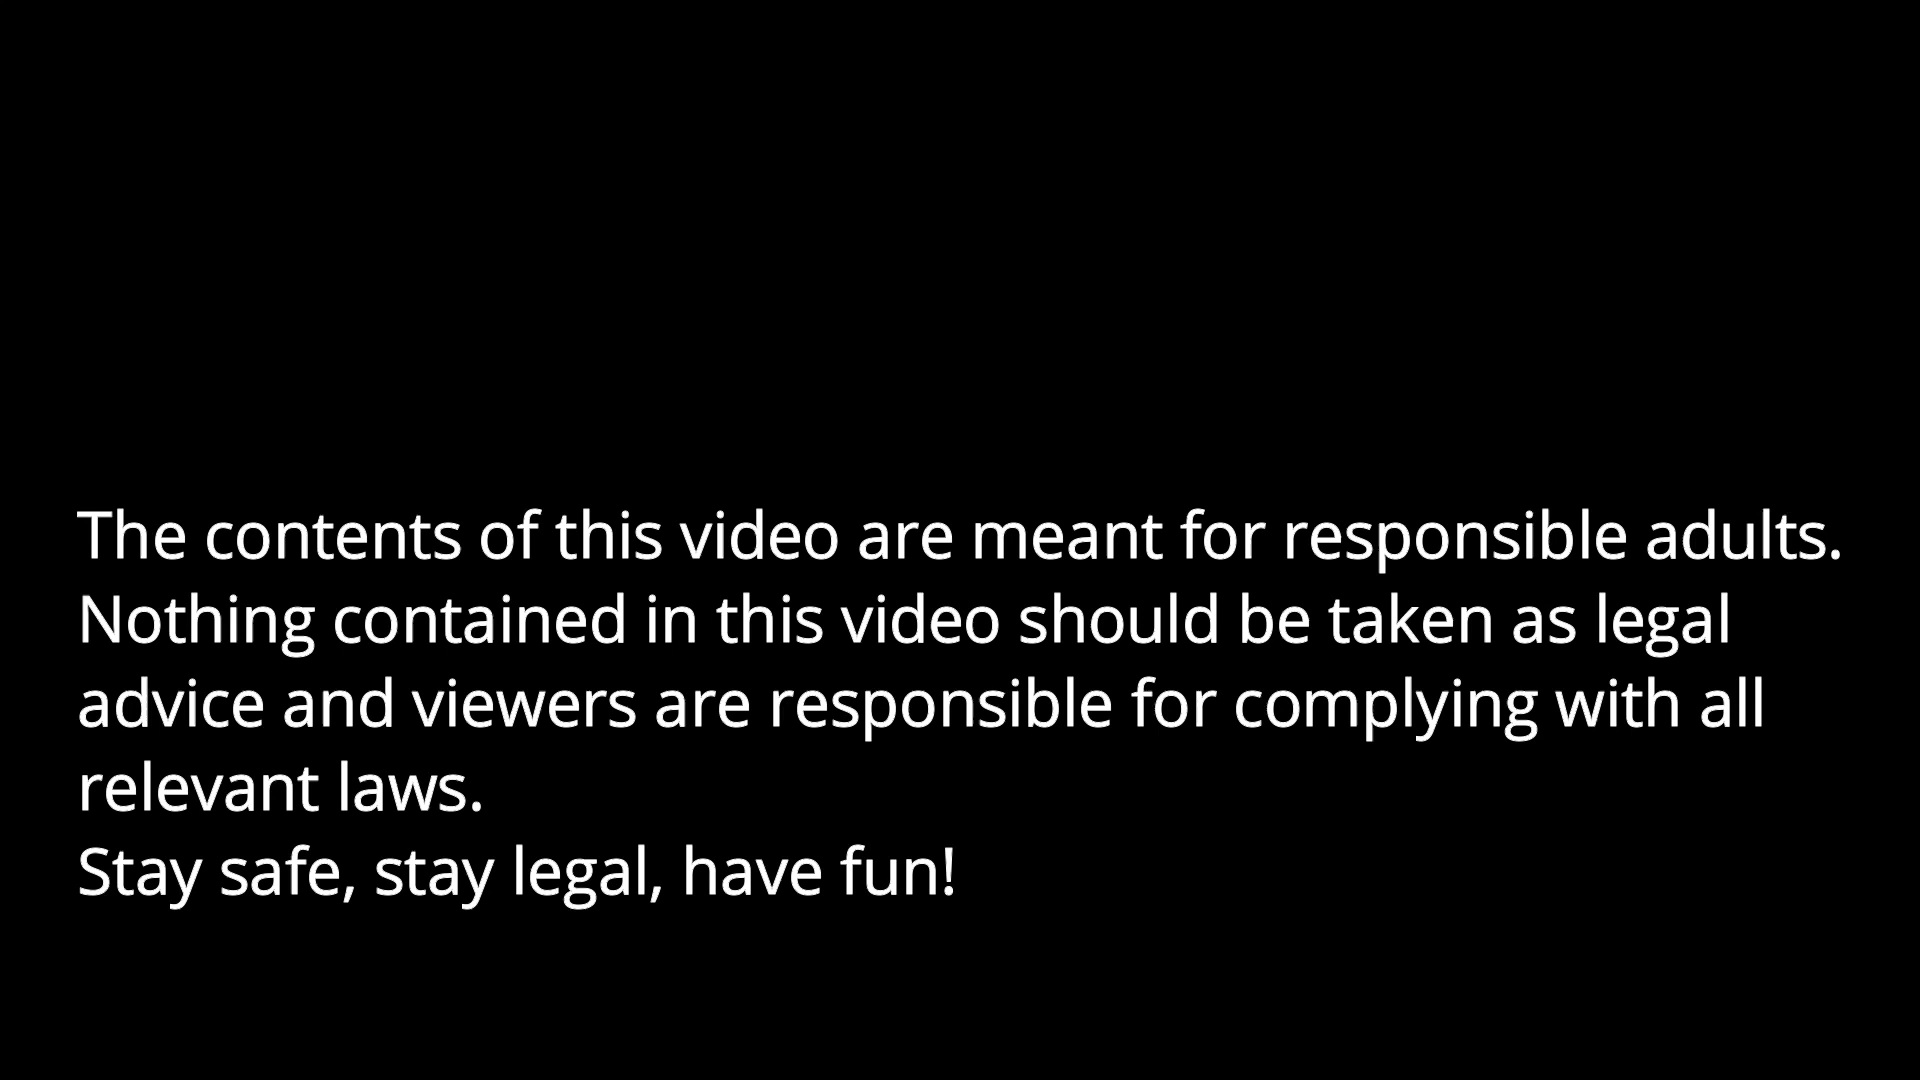 The contents of this video are meant for responsible adults.
Nothing contained in this video should be taken as legal
advice and viewers are responsible for complying with all
relevant laws.
Stay safe, stay legal, have fun!